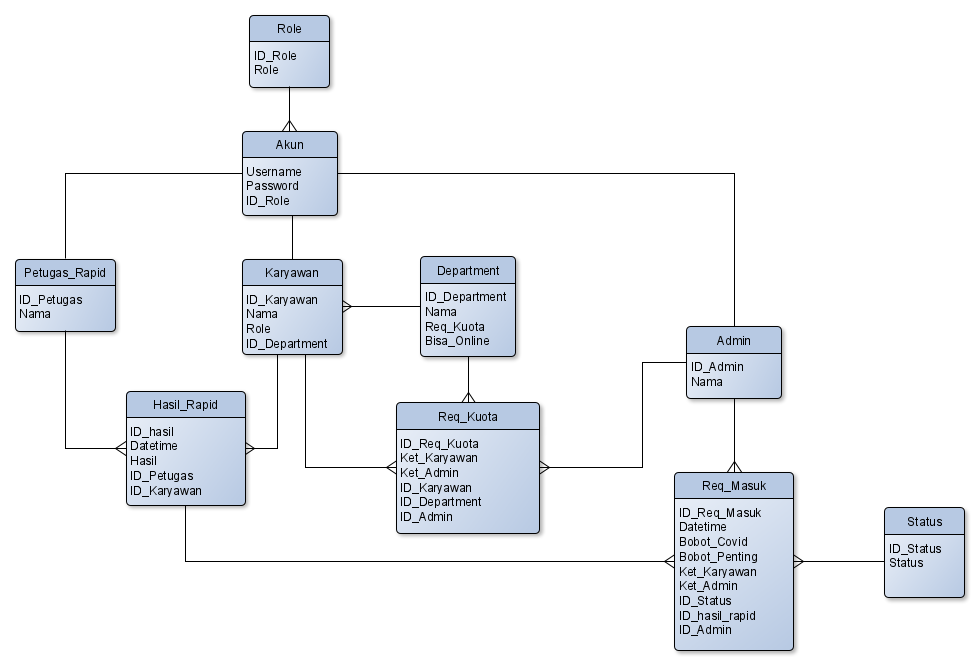 Role
ID_Role
Role
Akun
Username
Password
ID_Role
Petugas_Rapid
ID_Petugas
Nama
Karyawan
ID_Karyawan
Nama
Role
ID_Department
Department
ID_Department
Nama
Req_Kuota
Bisa_Online
Admin
ID_Admin
Nama
Hasil_Rapid
ID_hasil
Datetime
Hasil
ID_Petugas
ID_Karyawan
Req_Kuota
ID_Req_Kuota
Ket_Karyawan
Ket_Admin
ID_Karyawan
ID_Department
ID_Admin
Req_Masuk
ID_Req_Masuk
Datetime
Bobot_Covid
Bobot_Penting
Ket_Karyawan
Ket_Admin
ID_Status
ID_hasil_rapid
ID_Admin
Status
ID_Status
Status